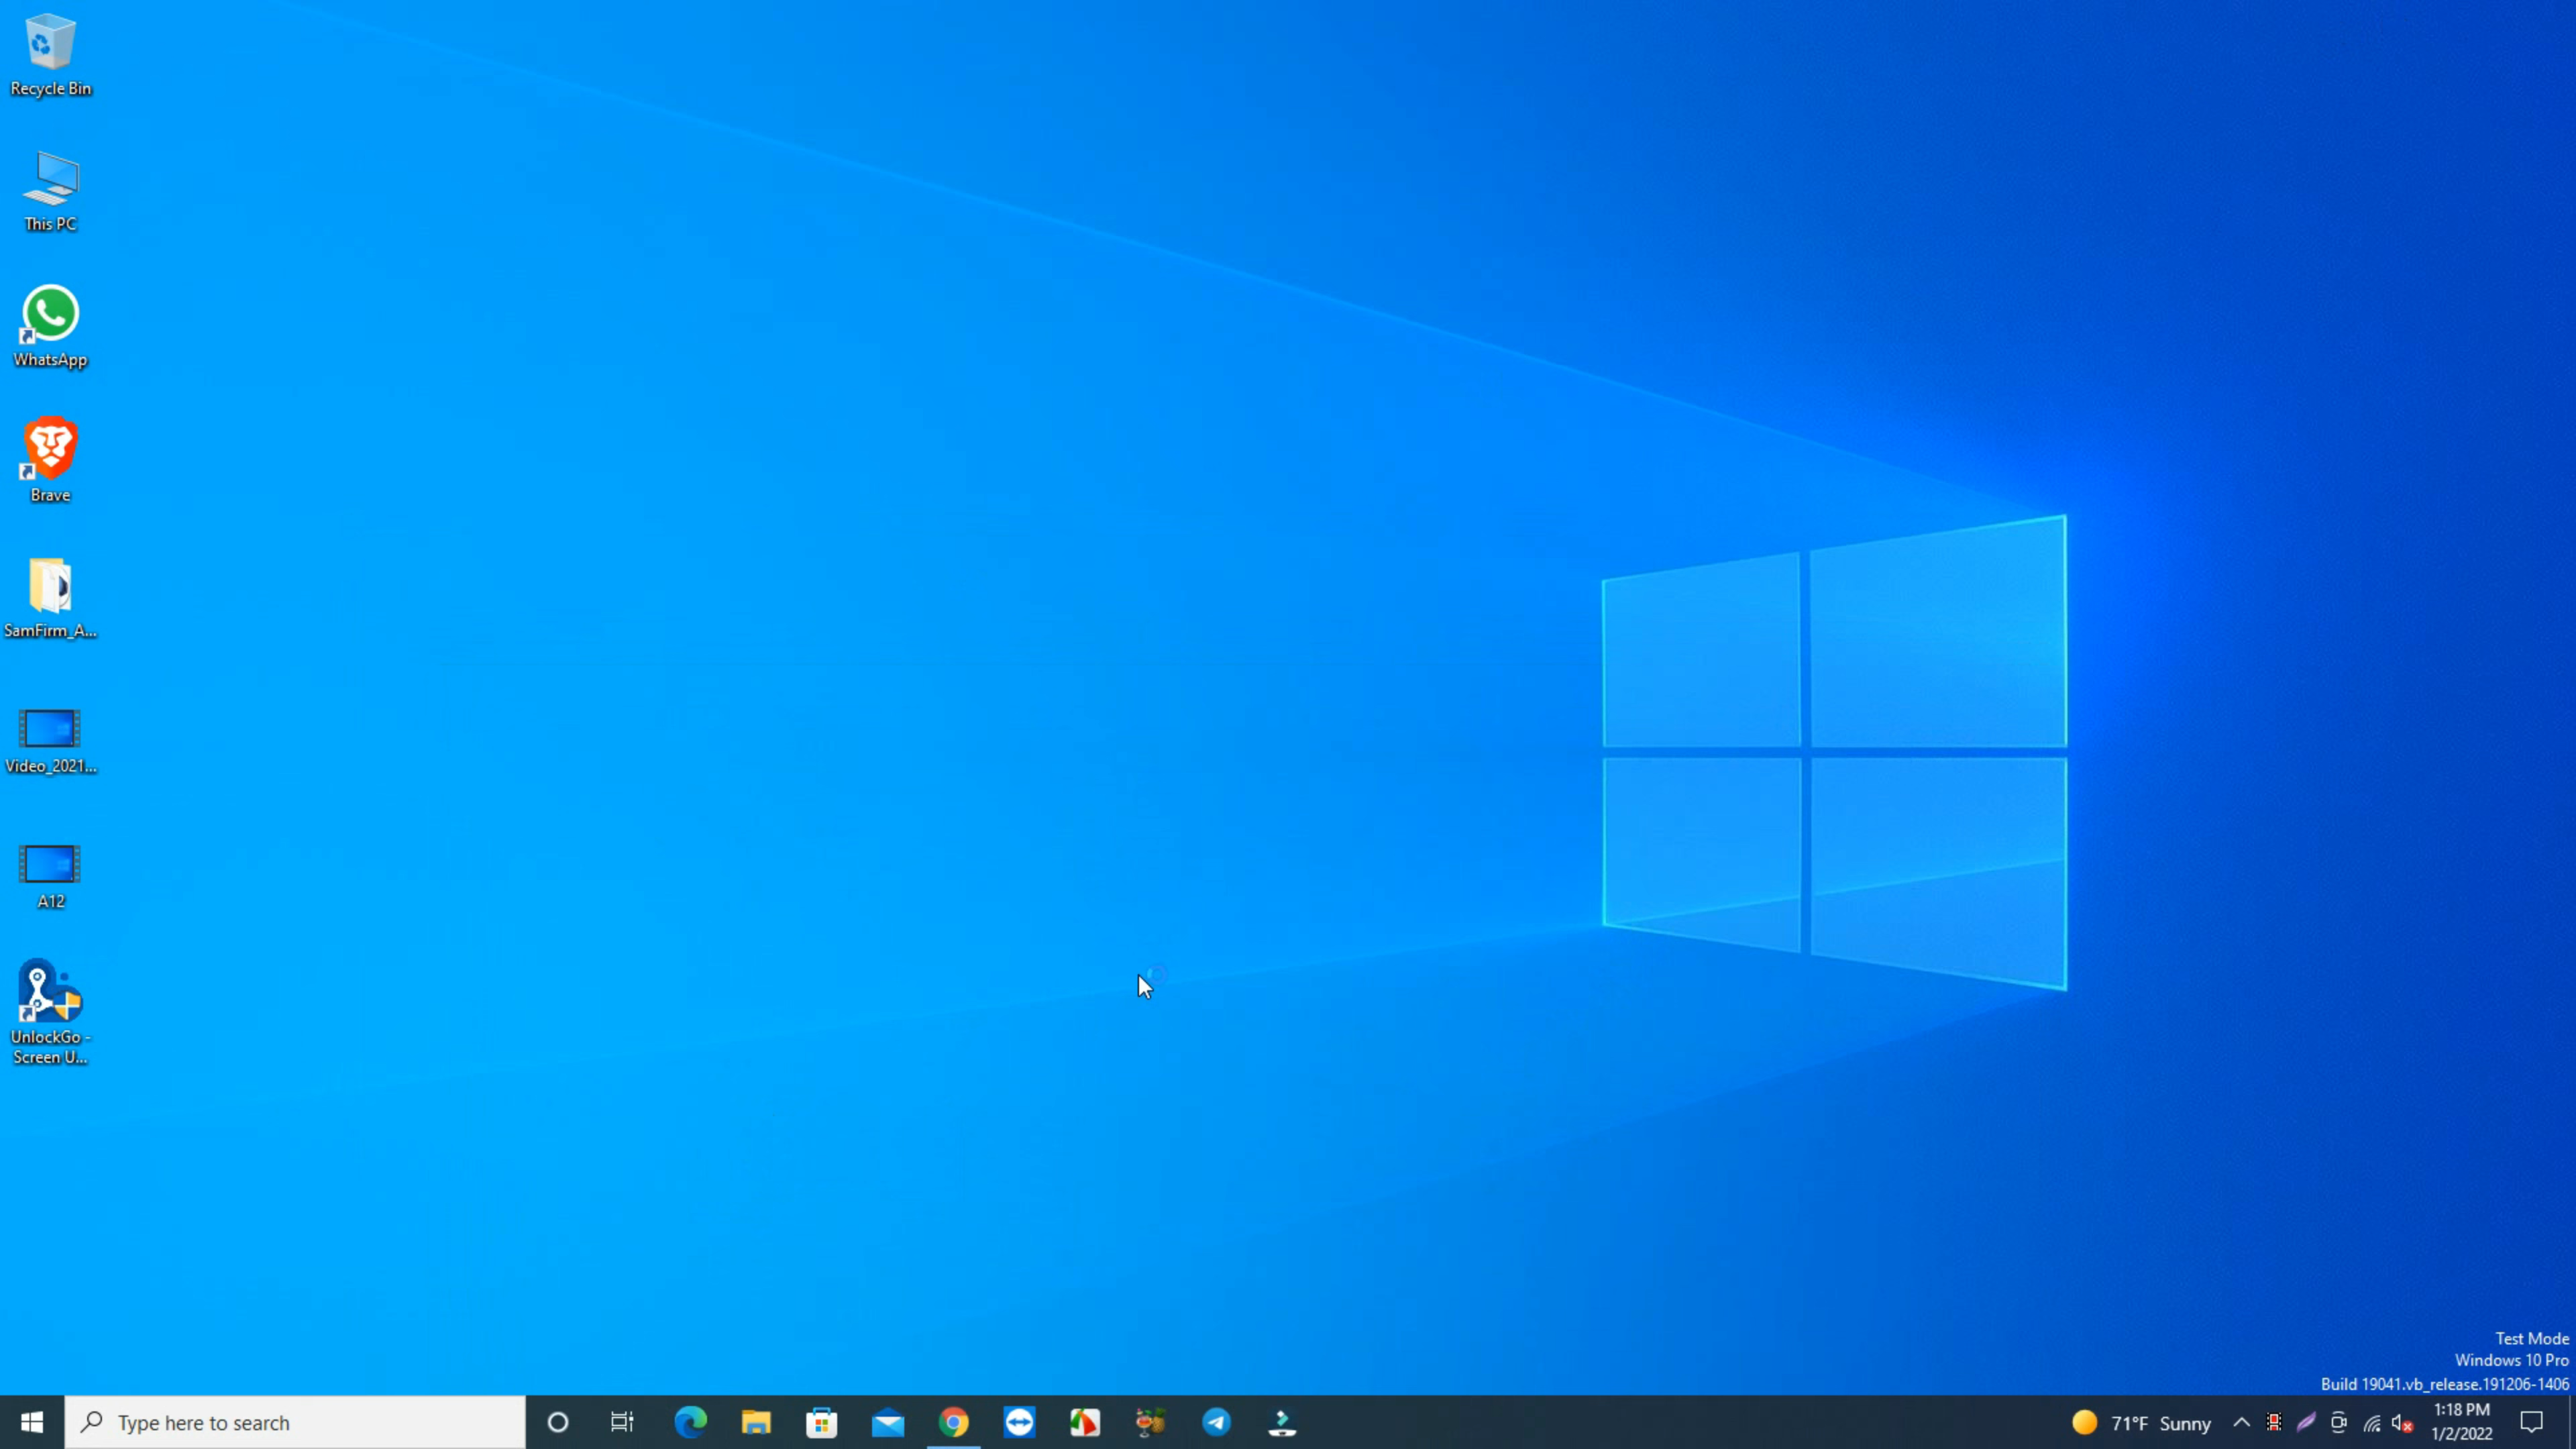 Recycle Bin
This PC
WhatsApp
Brave
SamFirm_A...
Video_2021...
A12
UnlockGo -
Screen U...
Test Mode
Windows 10 Pro
Build 19041.vb_release.191206-1406
Type here to search
71°F Sunny
1:18 PM
1/2/2022